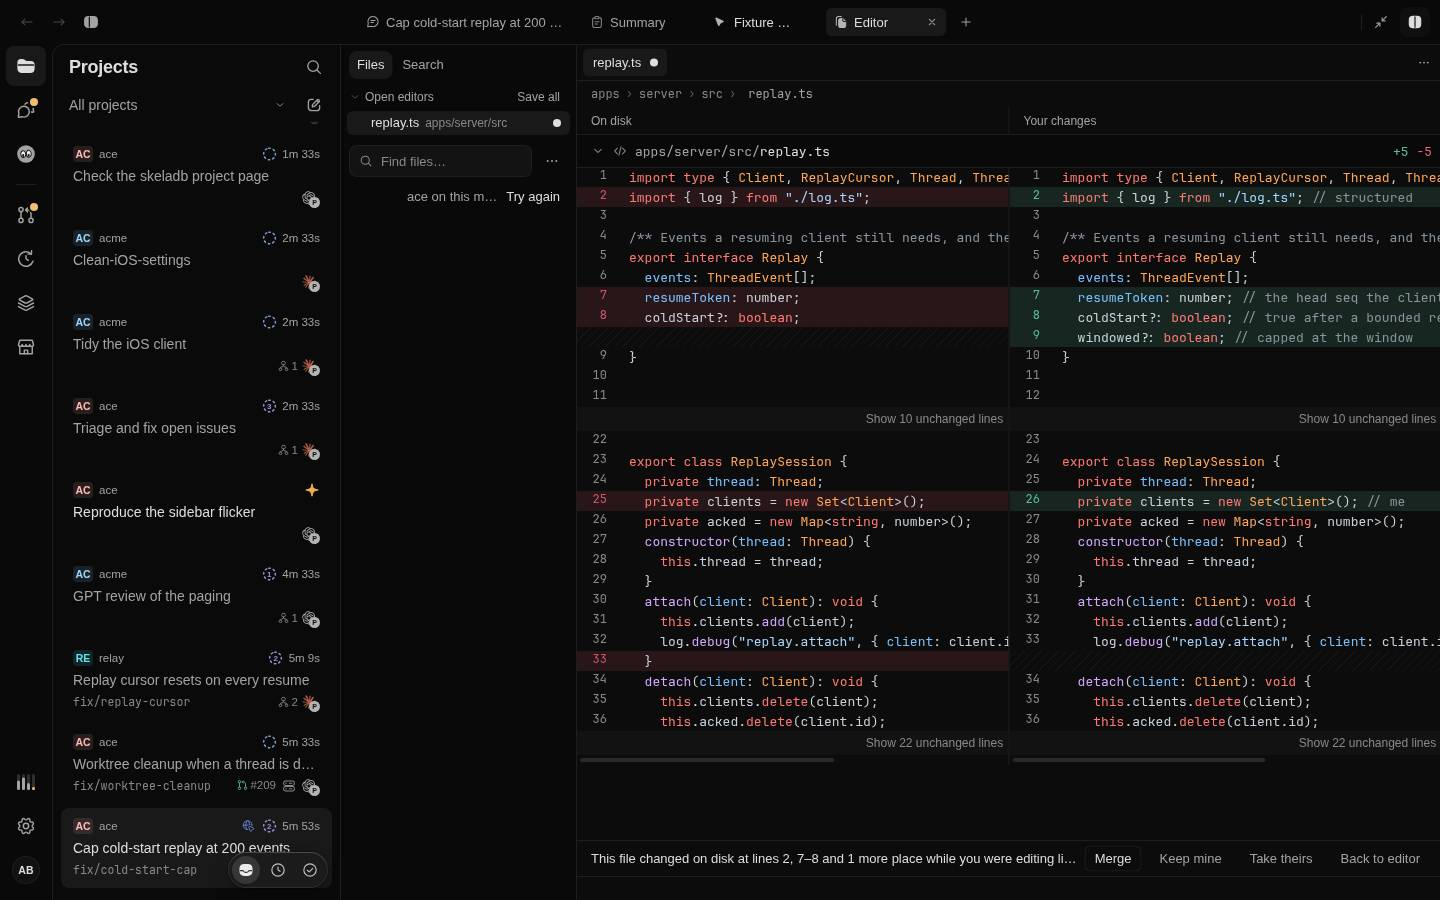 Cap cold-start replay at 200 …
Summary
Fixture …
Editor
Projects
All projects
AC ace 1m 33s
Check the skeladb project page
P
AC acme 2m 33s
Clean-iOS-settings
P
AC acme 2m 33s
Tidy the iOS client
1 P
AC ace 3 2m 33s
Triage and fix open issues
1 P
AC ace
Reproduce the sidebar flicker
P
AC acme 1 4m 33s
GPT review of the paging
1 P
RE relay 2 5m 9s
Replay cursor resets on every resume
fix/replay-cursor 2 P
AC ace 5m 33s
Worktree cleanup when a thread is d…
fix/worktree-cleanup #209 P
AC ace 2 5m 53s
Cap cold-start replay at 200 events
fix/cold-start-cap
AB
Files Search
Open editors Save all
replay.ts apps/server/src
Find files…
ace on this m… Try again
replay.ts
apps › server › src › replay.ts
On disk
Your changes
apps/server/src/replay.ts +5 -5
1 import type { Client, ReplayCursor, Thread, Threa
2 import { log } from "./log.ts";
3
4 /** Events a resuming client still needs, and the
5 export interface Replay {
6 events: ThreadEvent[];
7 resumeToken: number;
8 coldStart?: boolean;
9 }
10
11
Show 10 unchanged lines
22
23 export class ReplaySession {
24 private thread: Thread;
25 private clients = new Set<Client>();
26 private acked = new Map<string, number>();
27 constructor(thread: Thread) {
28 this.thread = thread;
29 }
30 attach(client: Client): void {
31 this.clients.add(client);
32 log.debug("replay.attach", { client: client.i
33 }
34 detach(client: Client): void {
35 this.clients.delete(client);
36 this.acked.delete(client.id);
Show 22 unchanged lines
1 import type { Client, ReplayCursor, Thread, Threa
2 import { log } from "./log.ts"; // structured
3
4 /** Events a resuming client still needs, and the
5 export interface Replay {
6 events: ThreadEvent[];
7 resumeToken: number; // the head seq the client
8 coldStart?: boolean; // true after a bounded re
9 windowed?: boolean; // capped at the window
10 }
11
12
Show 10 unchanged lines
23
24 export class ReplaySession {
25 private thread: Thread;
26 private clients = new Set<Client>(); // me
27 private acked = new Map<string, number>();
28 constructor(thread: Thread) {
29 this.thread = thread;
30 }
31 attach(client: Client): void {
32 this.clients.add(client);
33 log.debug("replay.attach", { client: client.i
34 detach(client: Client): void {
35 this.clients.delete(client);
36 this.acked.delete(client.id);
Show 22 unchanged lines
This file changed on disk at lines 2, 7–8 and 1 more place while you were editing li… Merge Keep mine Take theirs Back to editor